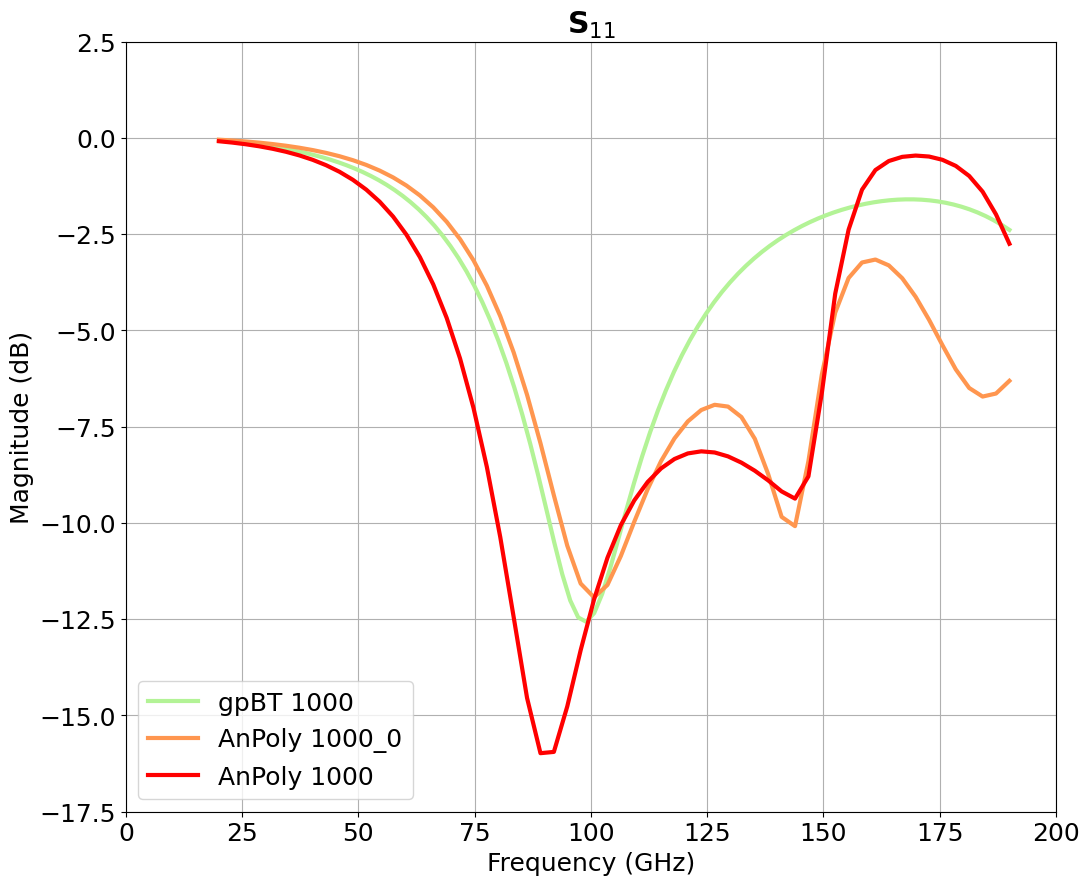 S₁₁
2.5
0.0
−2.5
−5.0
−7.5
−10.0
−12.5
−15.0
−17.5
Magnitude (dB)
gpBT 1000
AnPoly 1000_0
AnPoly 1000
0 25 50 75 100 125 150 175 200
Frequency (GHz)